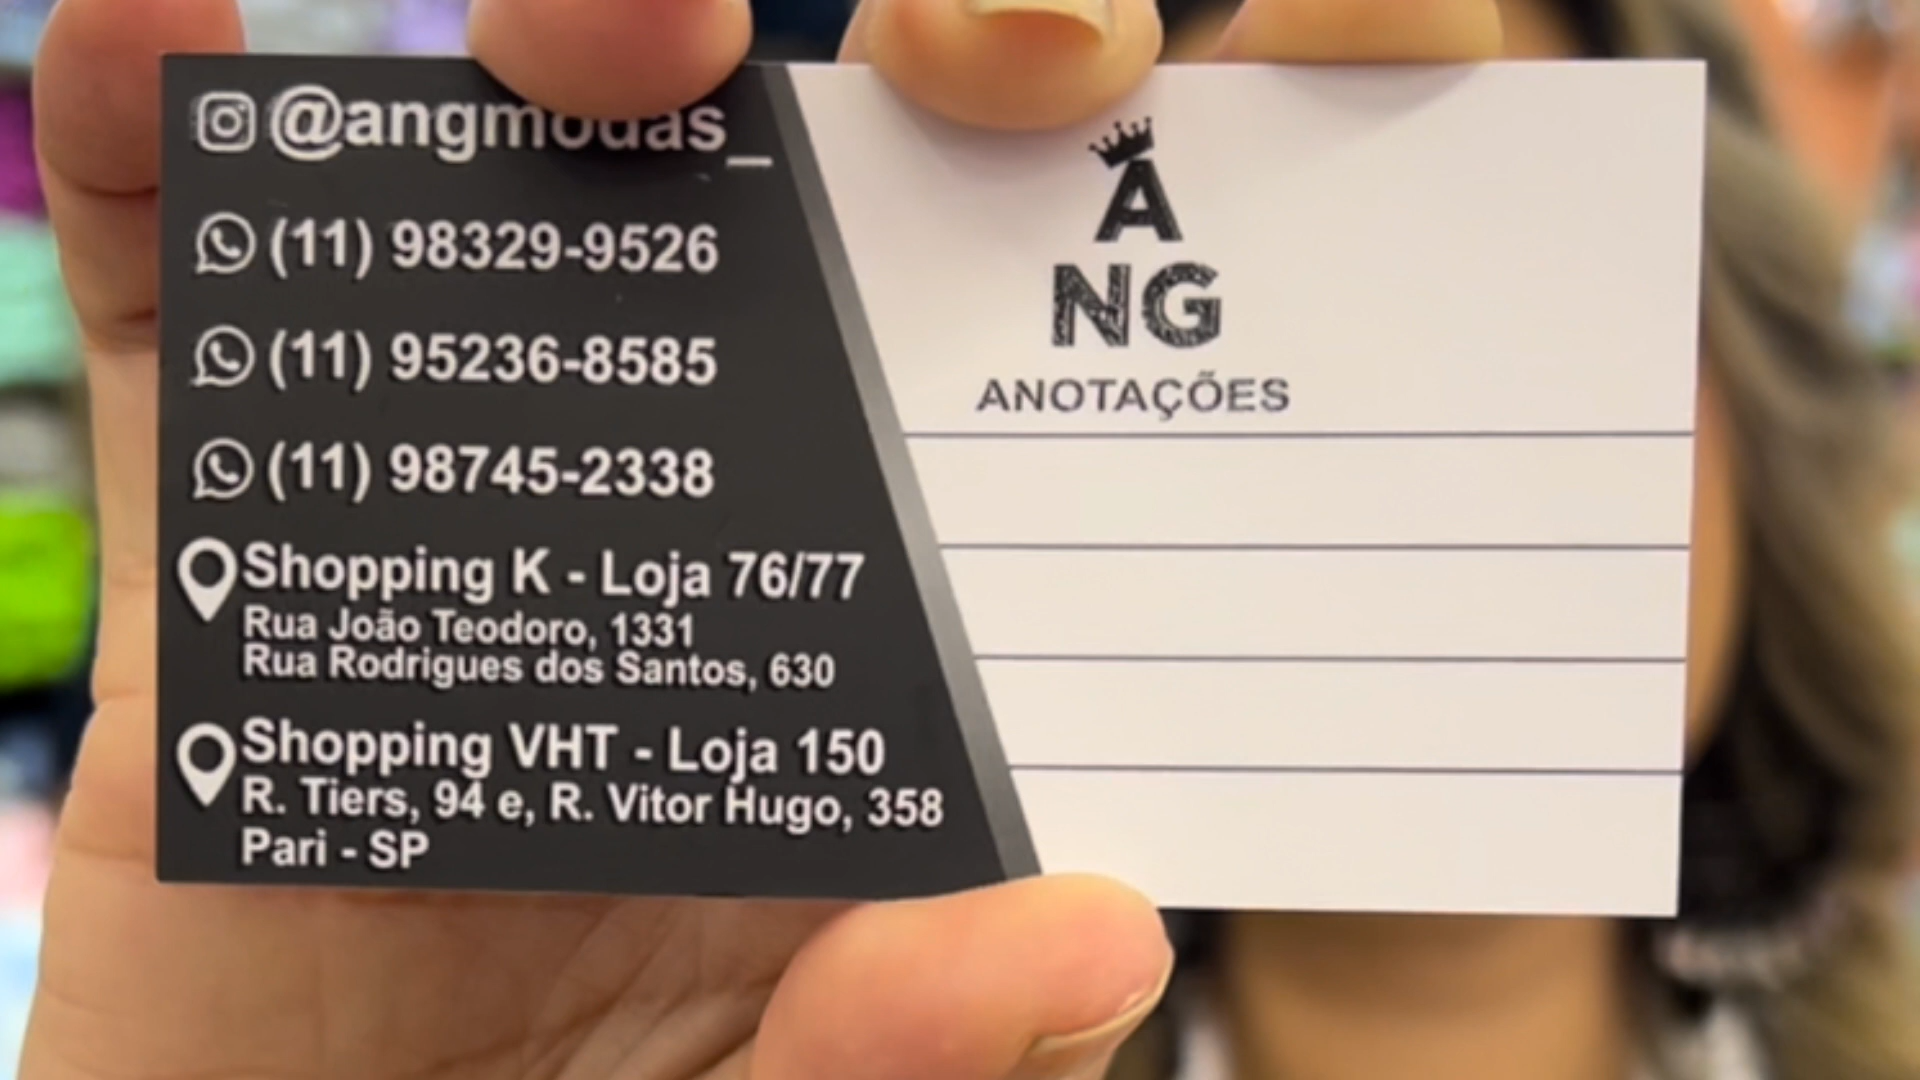 @angmodas_
(11) 98329-9526
(11) 95236-8585
(11) 98745-2338
Shopping K - Loja 76/77
Rua João Teodoro, 1331
Rua Rodrigues dos Santos, 630
Shopping VHT - Loja 150
R. Tiers, 94 e, R. Vitor Hugo, 358
Pari - SP
A
NG
ANOTAÇÕES